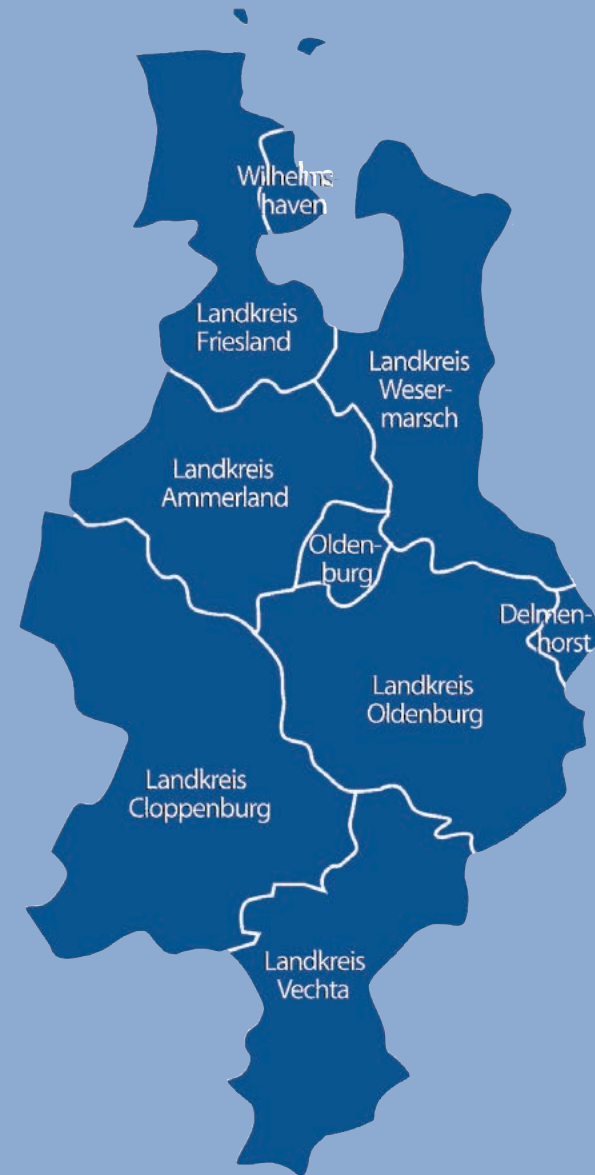 Wilhelms-
haven
Landkreis
Friesland
Landkreis
Weser-
marsch
Landkreis
Ammerland
Olden-
burg
Delmen-
horst
Landkreis
Oldenburg
Landkreis
Cloppenburg
Landkreis
Vechta